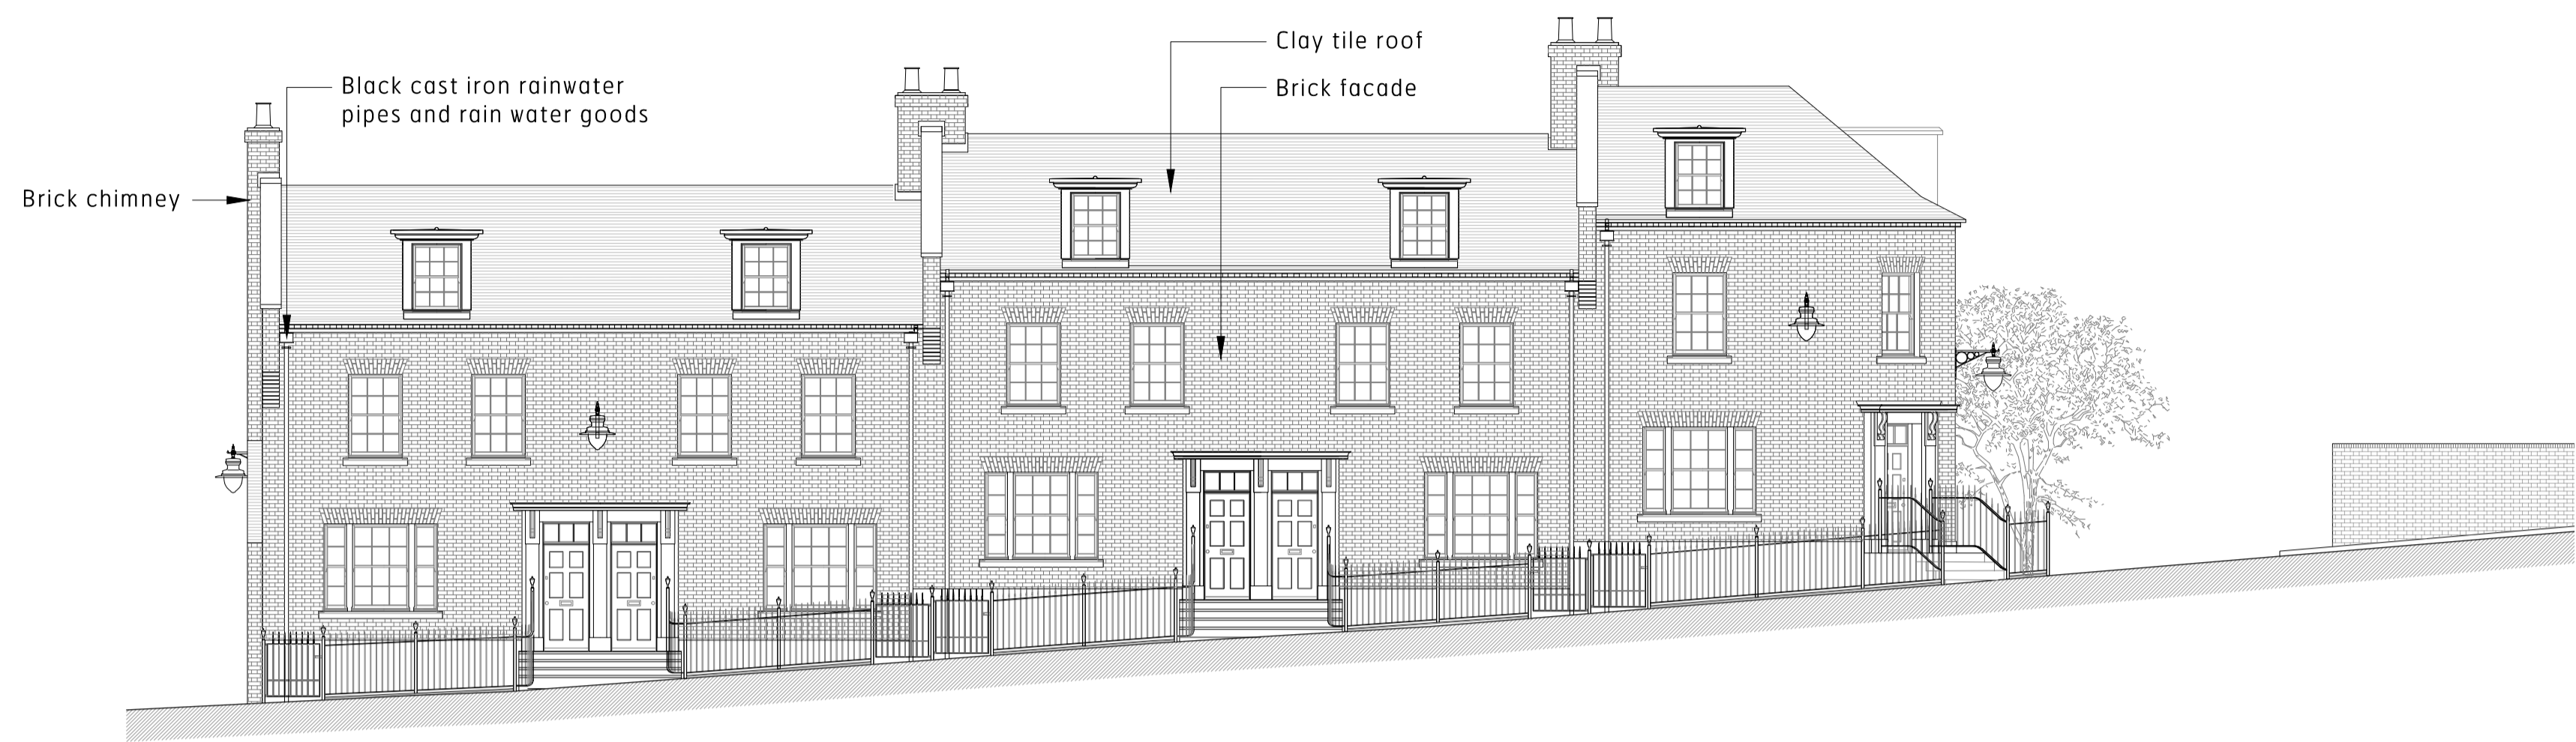 Clay tile roof
Black cast iron rainwater
pipes and rain water goods
Brick facade
Brick chimney